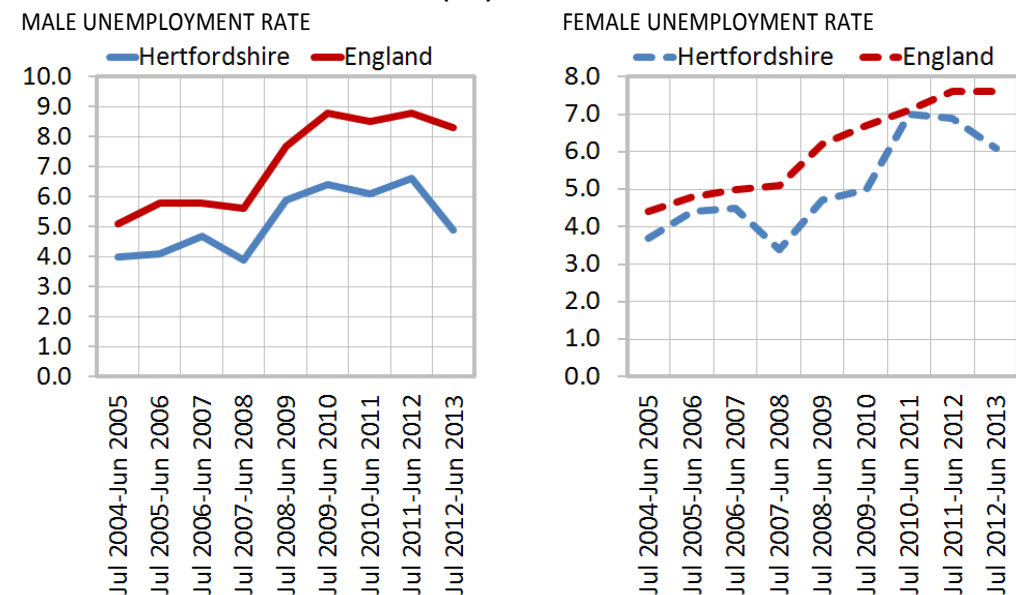 MALE UNEMPLOYMENT RATE
Hertfordshire England
10.0
9.0
8.0
7.0
6.0
5.0
4.0
3.0
2.0
1.0
0.0
Jul 2004-Jun 2005
Jul 2005-Jun 2006
Jul 2006-Jun 2007
Jul 2007-Jun 2008
Jul 2008-Jun 2009
Jul 2009-Jun 2010
Jul 2010-Jun 2011
Jul 2011-Jun 2012
Jul 2012-Jun 2013
FEMALE UNEMPLOYMENT RATE
Hertfordshire England
8.0
7.0
6.0
5.0
4.0
3.0
2.0
1.0
0.0
Jul 2004-Jun 2005
Jul 2005-Jun 2006
Jul 2006-Jun 2007
Jul 2007-Jun 2008
Jul 2008-Jun 2009
Jul 2009-Jun 2010
Jul 2010-Jun 2011
Jul 2011-Jun 2012
Jul 2012-Jun 2013